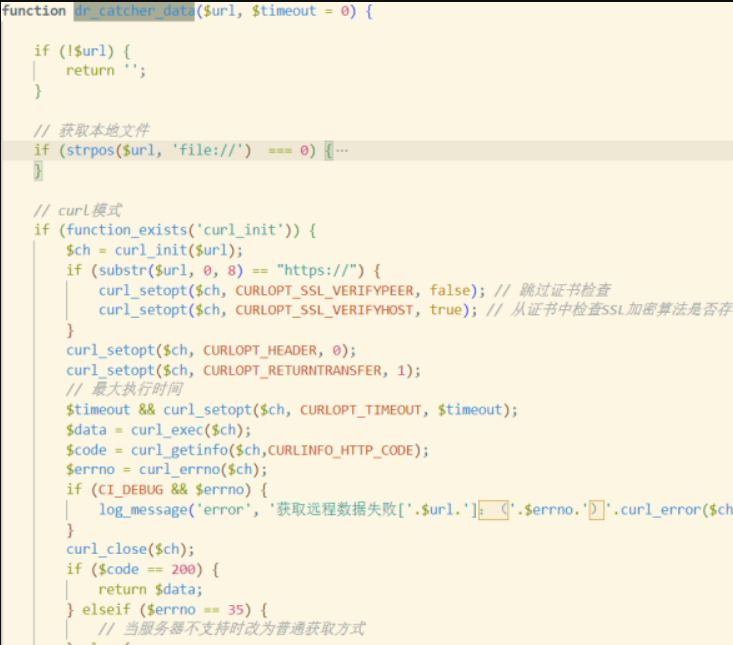 function dr_catcher_data($url, $timeout = 0) {
if (!$url) {
return '';
}
// 获取本地文件
if (strpos($url, 'file://')  === 0) {…
}
// curl模式
if (function_exists('curl_init')) {
$ch = curl_init($url);
if (substr($url, 0, 8) == "https://") {
curl_setopt($ch, CURLOPT_SSL_VERIFYPEER, false); // 跳过证书检查
curl_setopt($ch, CURLOPT_SSL_VERIFYHOST, true); // 从证书中检查SSL加密算法是否存
}
curl_setopt($ch, CURLOPT_HEADER, 0);
curl_setopt($ch, CURLOPT_RETURNTRANSFER, 1);
// 最大执行时间
$timeout && curl_setopt($ch, CURLOPT_TIMEOUT, $timeout);
$data = curl_exec($ch);
$code = curl_getinfo($ch,CURLINFO_HTTP_CODE);
$errno = curl_errno($ch);
if (CI_DEBUG && $errno) {
log_message('error', '获取远程数据失败['.$url.']：（'.$errno.'）'.curl_error($ch
}
curl_close($ch);
if ($code == 200) {
return $data;
} elseif ($errno == 35) {
// 当服务器不支持时改为普通获取方式